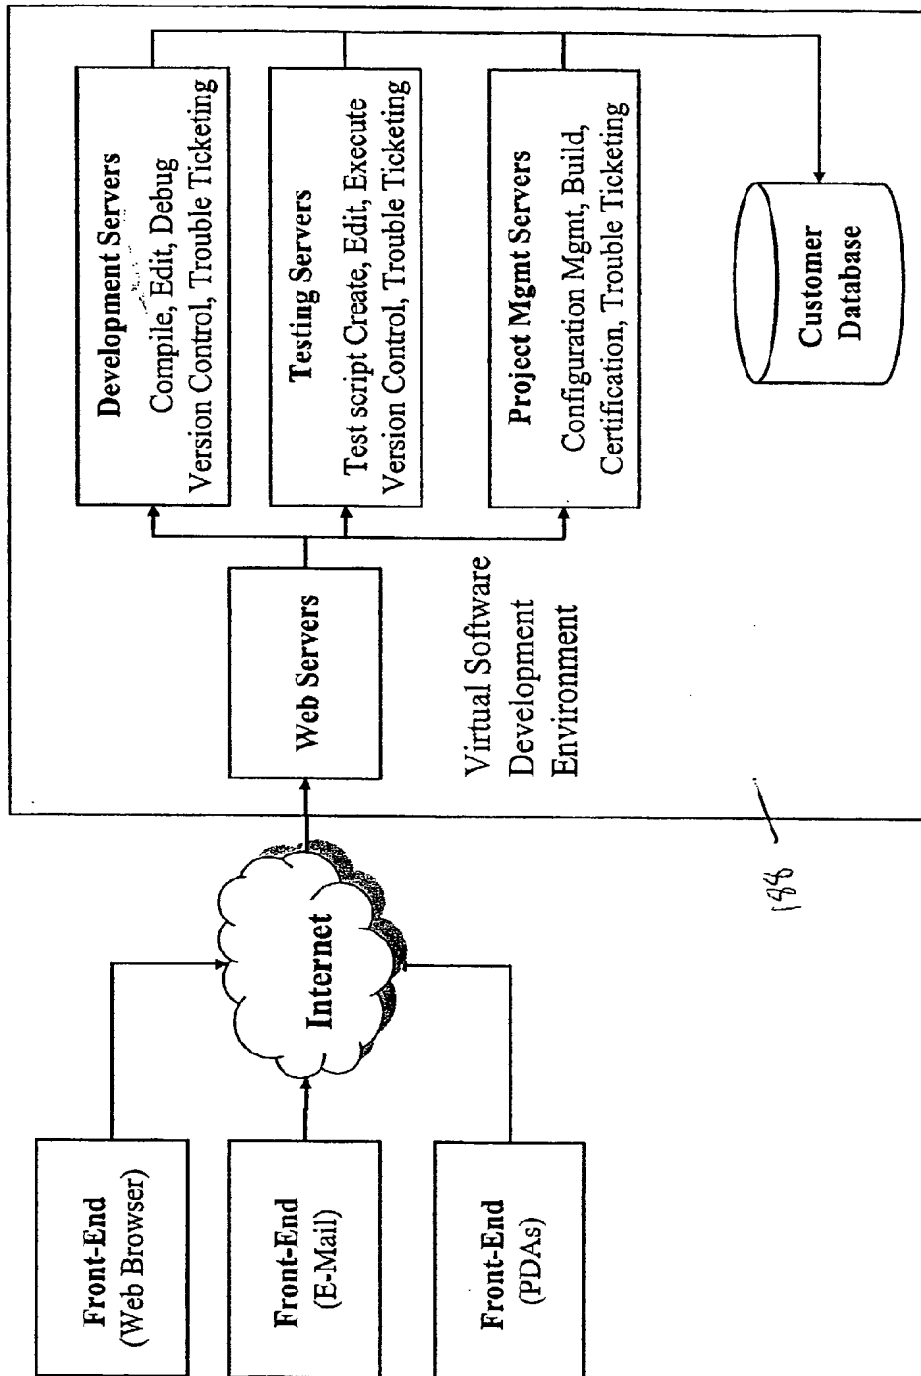 Front-End
(Web Browser)
Front-End
(E-Mail)
Front-End
(PDAs)
Internet
Web Servers
Virtual Software
Development
Environment
Development Servers
Compile, Edit, Debug
Version Control, Trouble Ticketing
Testing Servers
Test script Create, Edit, Execute
Version Control, Trouble Ticketing
Project Mgmt Servers
Configuration Mgmt, Build,
Certification, Trouble Ticketing
Customer
Database
188